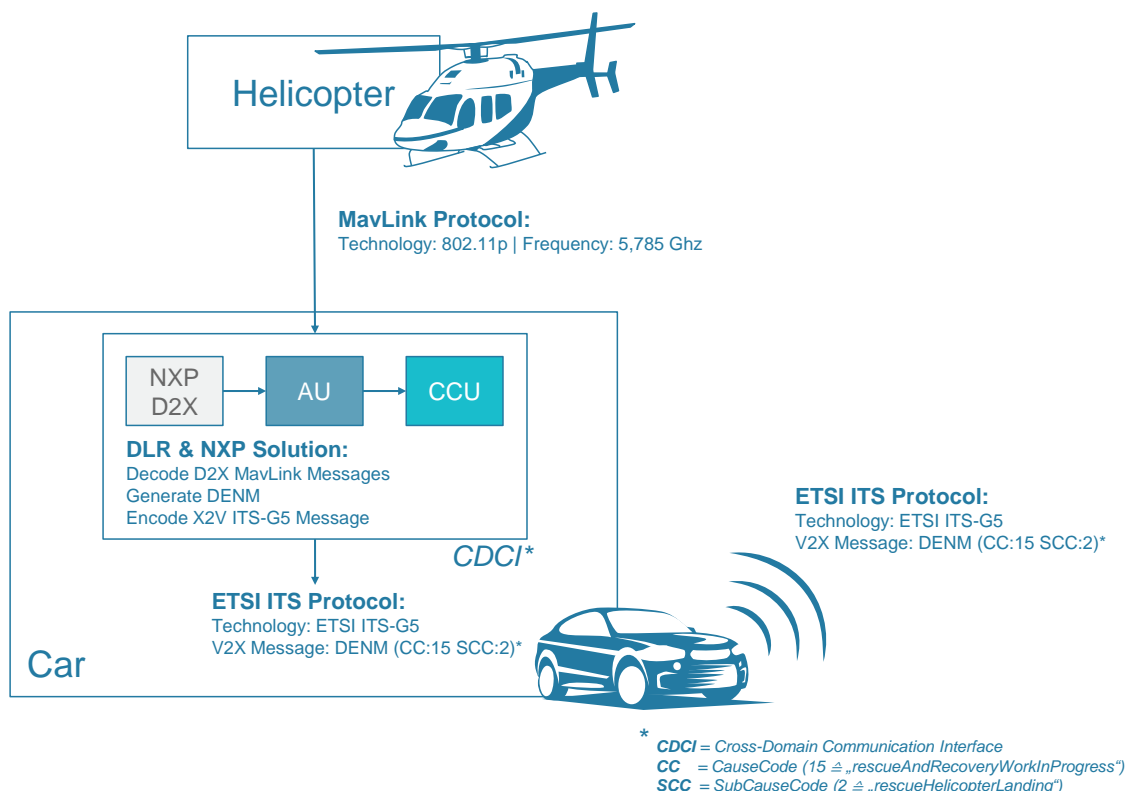 Helicopter
MavLink Protocol:
Technology: 802.11p | Frequency: 5,785 Ghz
NXP
D2X
AU
CCU
DLR & NXP Solution:
Decode D2X MavLink Messages
Generate DENM
Encode X2V ITS-G5 Message
CDCI*
ETSI ITS Protocol:
Technology: ETSI ITS-G5
V2X Message: DENM (CC:15 SCC:2)*
Car
ETSI ITS Protocol:
Technology: ETSI ITS-G5
V2X Message: DENM (CC:15 SCC:2)*
* CDCI = Cross-Domain Communication Interface
CC = CauseCode (15 ≙ „rescueAndRecoveryWorkInProgress“)
SCC = SubCauseCode (2 ≙ „rescueHelicopterLanding“)